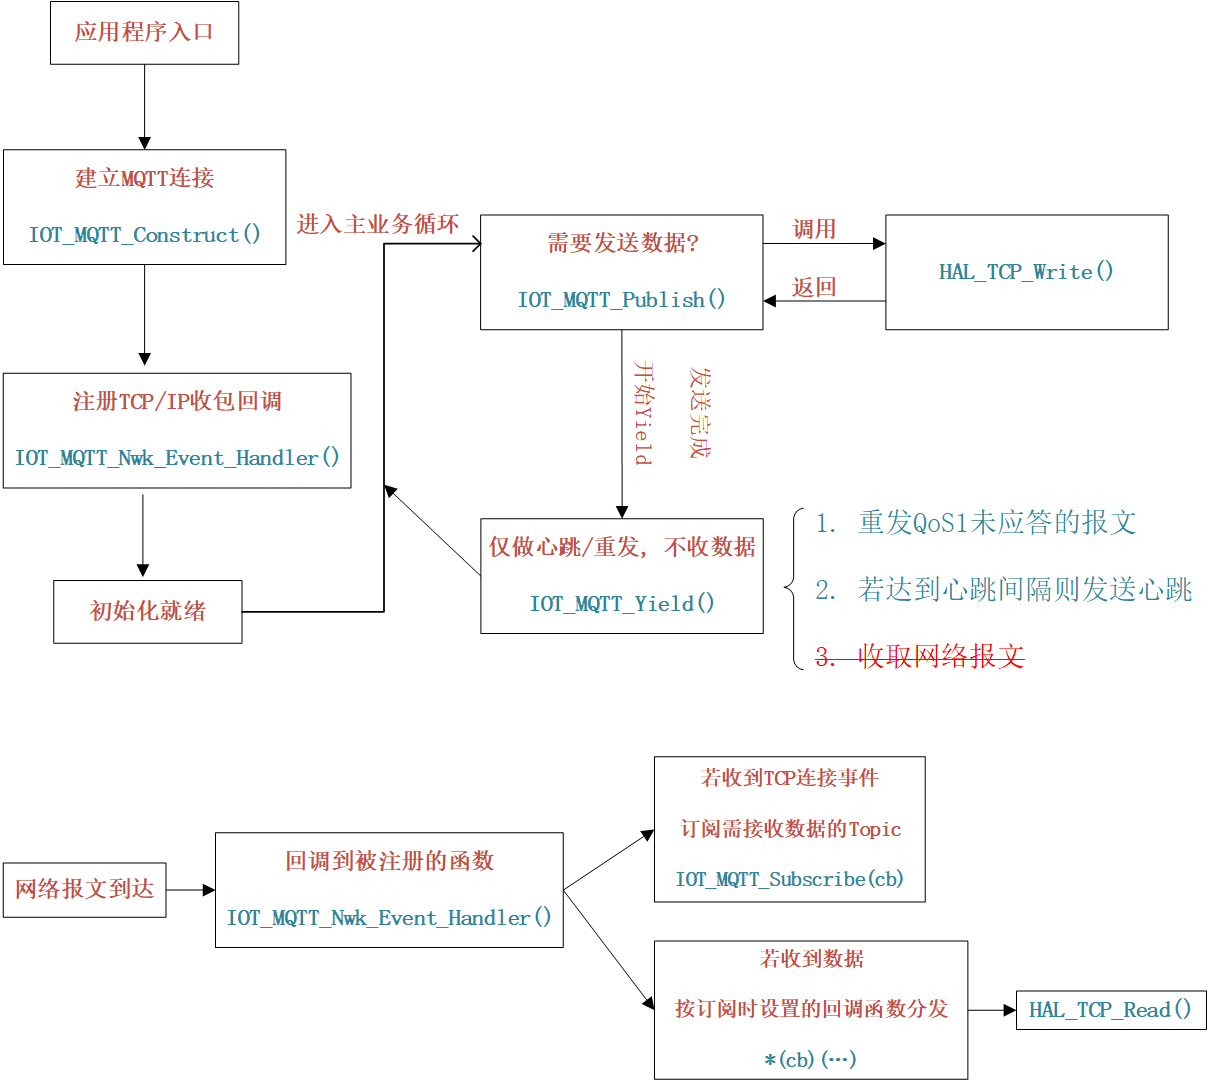 应用程序入口
建立MQTT连接
IOT_MQTT_Construct()
进入主业务循环
需要发送数据?
IOT_MQTT_Publish()
调用
返回
HAL_TCP_Write()
注册TCP/IP收包回调
IOT_MQTT_Nwk_Event_Handler()
开始Yield
发送完成
初始化就绪
仅做心跳/重发, 不收数据
IOT_MQTT_Yield()
1. 重发QoS1未应答的报文
2. 若达到心跳间隔则发送心跳
3. 收取网络报文
网络报文到达
回调到被注册的函数
IOT_MQTT_Nwk_Event_Handler()
若收到TCP连接事件
订阅需接收数据的Topic
IOT_MQTT_Subscribe(cb)
若收到数据
按订阅时设置的回调函数分发
*(cb)(…)
HAL_TCP_Read()